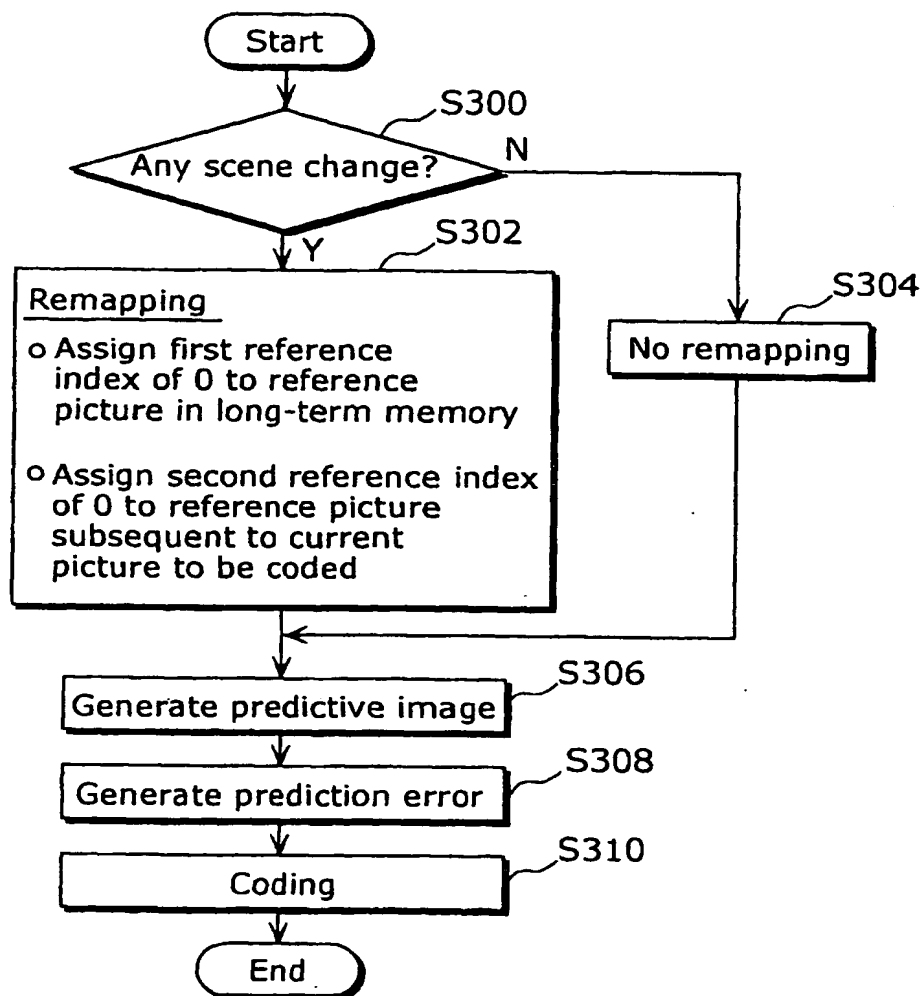 Start
S300
Any scene change?
N
Y
S302
Remapping
o Assign first reference
index of 0 to reference
picture in long-term memory
o Assign second reference index
of 0 to reference picture
subsequent to current
picture to be coded
S304
No remapping
S306
Generate predictive image
S308
Generate prediction error
S310
Coding
End